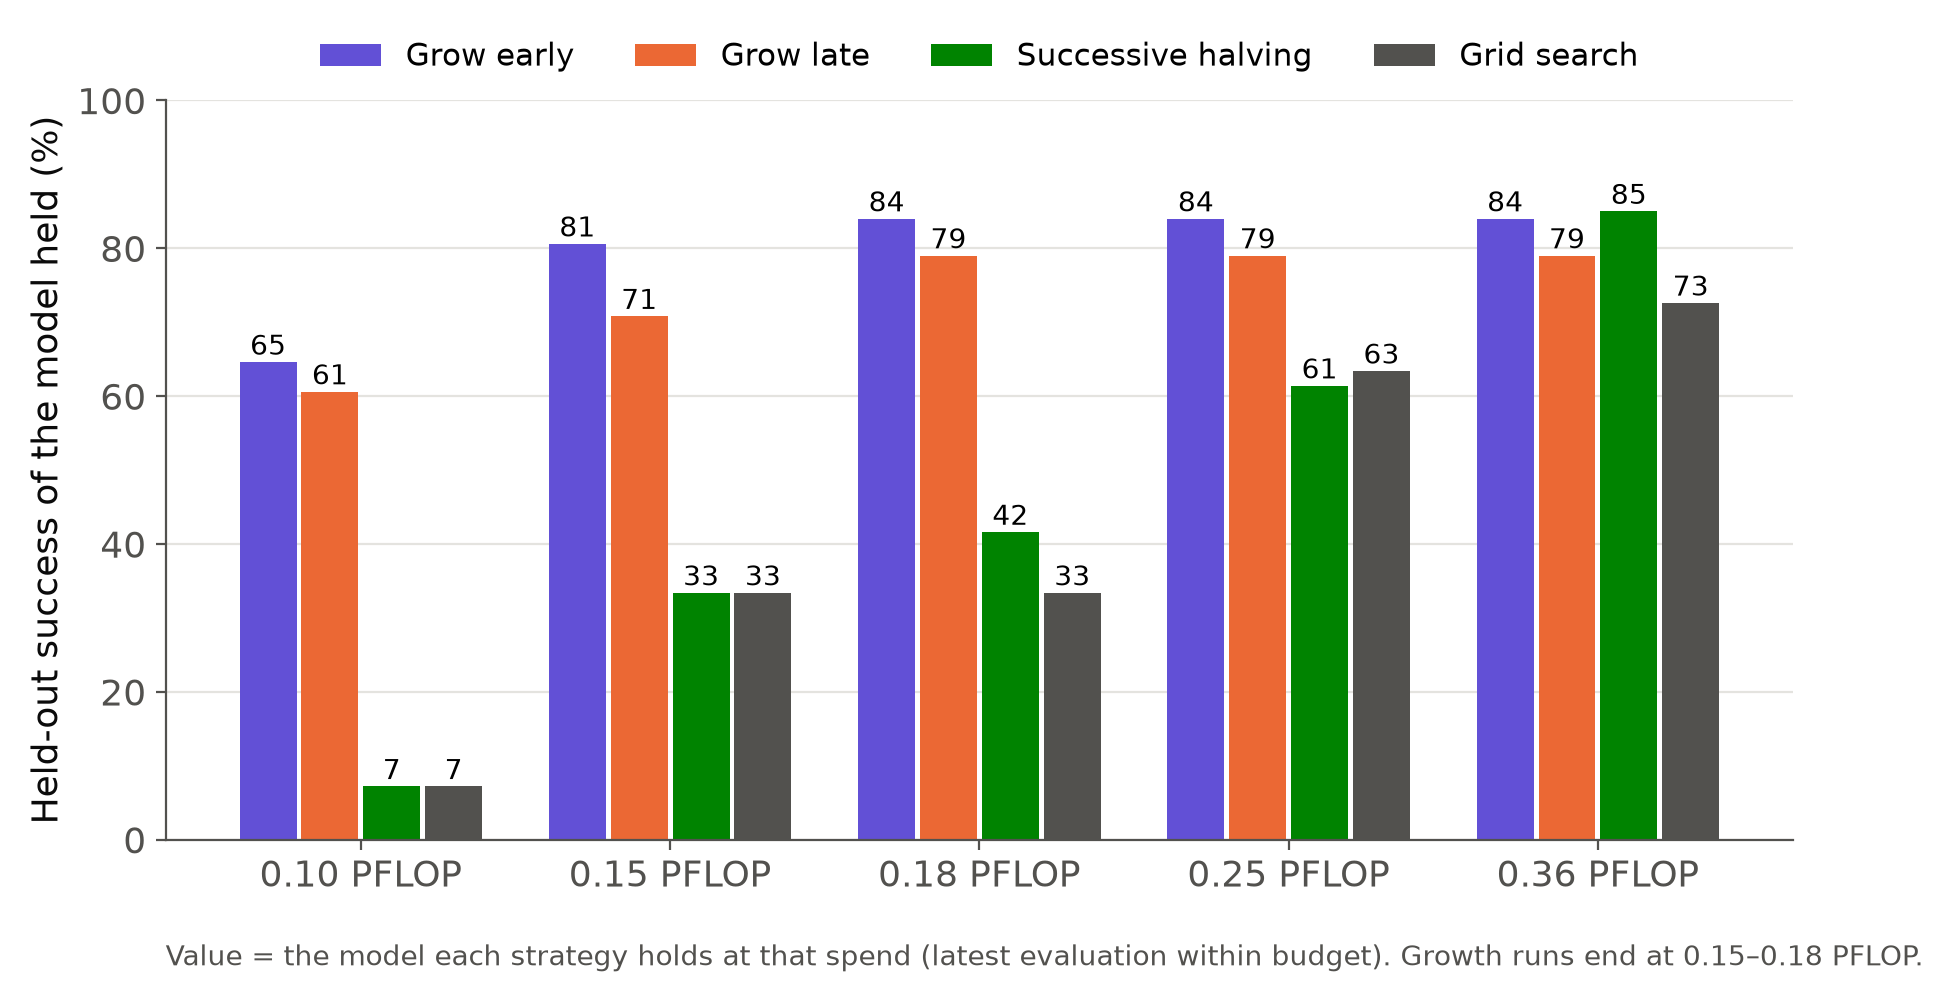 Grow early Grow late Successive halving Grid search
Held-out success of the model held (%)
100
80
60
40
20
0
65 61 7 7
81 71 33 33
84 79 42 33
84 79 61 63
84 79 85 73
0.10 PFLOP 0.15 PFLOP 0.18 PFLOP 0.25 PFLOP 0.36 PFLOP
Value = the model each strategy holds at that spend (latest evaluation within budget). Growth runs end at 0.15–0.18 PFLOP.